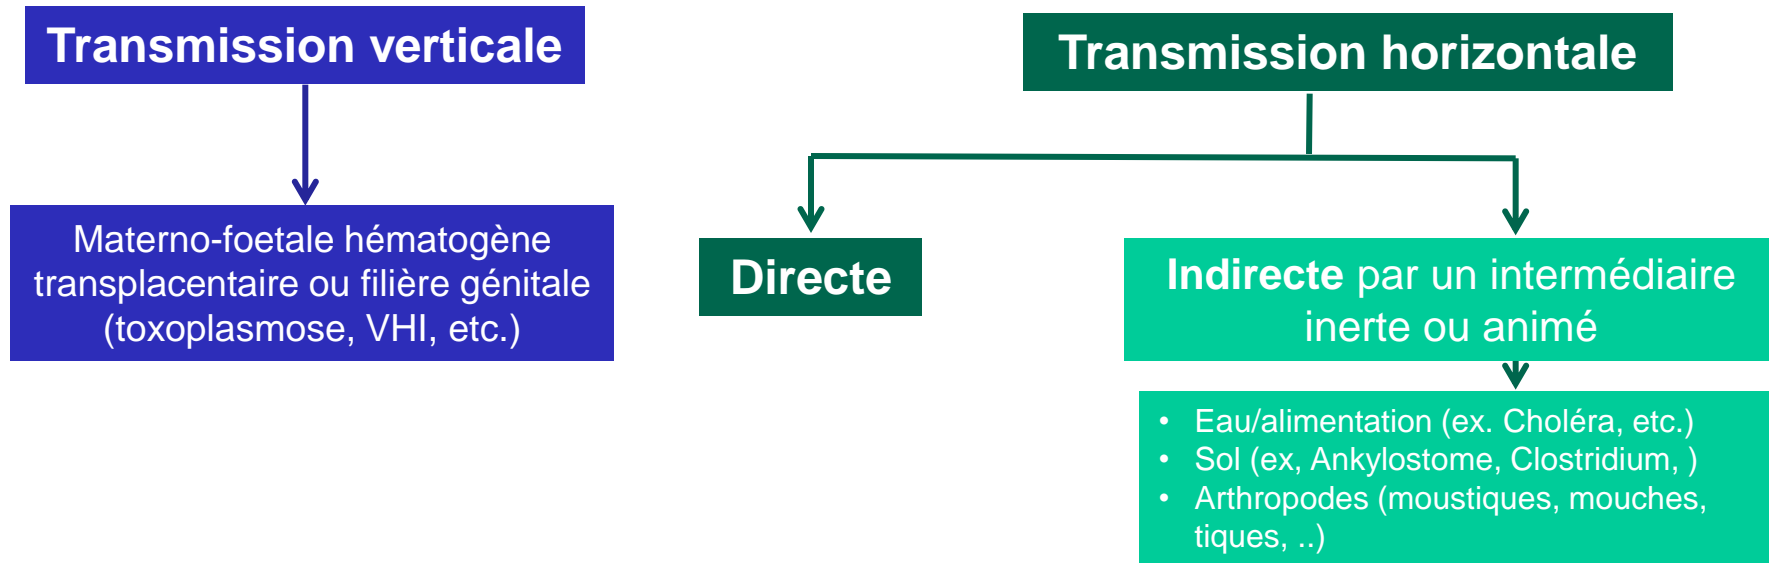 Transmission verticale
Materno-foetale hématogène
transplacentaire ou filière génitale
(toxoplasmose, VHI, etc.)
Transmission horizontale
Directe
Indirecte par un intermédiaire
inerte ou animé
• Eau/alimentation (ex. Choléra, etc.)
• Sol (ex, Ankylostome, Clostridium, )
• Arthropodes (moustiques, mouches,
tiques, ..)